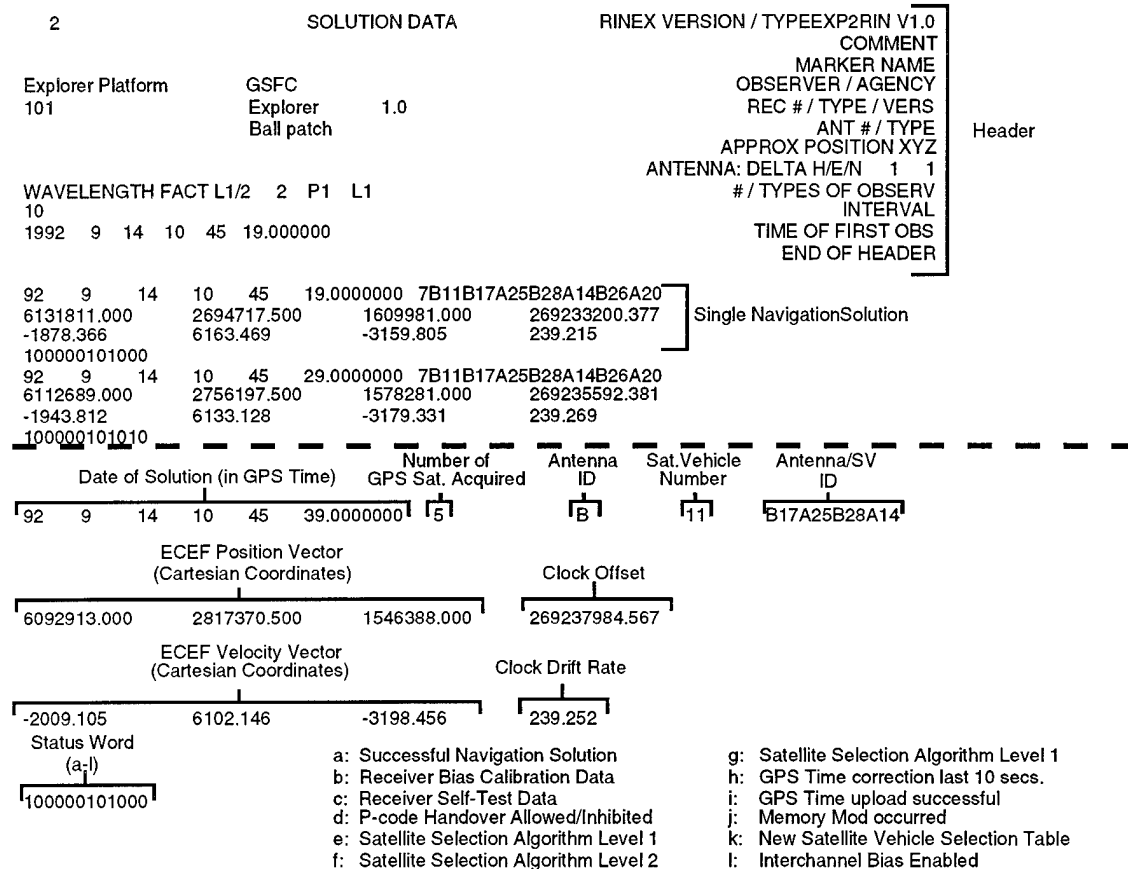 2 SOLUTION DATA RINEX VERSION / TYPEEXP2RIN V1.0
COMMENT
MARKER NAME
Explorer Platform GSFC OBSERVER / AGENCY
101 Explorer 1.0 REC # / TYPE / VERS
Ball patch ANT # / TYPE
Header
APPROX POSITION XYZ
ANTENNA: DELTA H/E/N 1 1
WAVELENGTH FACT L1/2 2 P1 L1 # / TYPES OF OBSERV
10 INTERVAL
1992 9 14 10 45 19.000000 TIME OF FIRST OBS
END OF HEADER
92 9 14 10 45 19.0000000 7B11B17A25B28A14B26A20
6131811.000 2694717.500 1609981.000 269233200.377 Single NavigationSolution
-1878.366 6163.469 -3159.805 239.215
100000101000
92 9 14 10 45 29.0000000 7B11B17A25B28A14B26A20
6112689.000 2756197.500 1578281.000 269235592.381
-1943.812 6133.128 -3179.331 239.269
100000101010
Date of Solution (in GPS Time) Number of GPS Sat. Acquired Antenna ID Sat.Vehicle Number Antenna/SV ID
92 9 14 10 45 39.0000000 5 B 11 B17A25B28A14
ECEF Position Vector
(Cartesian Coordinates) Clock Offset
6092913.000 2817370.500 1546388.000 269237984.567
ECEF Velocity Vector
(Cartesian Coordinates) Clock Drift Rate
-2009.105 6102.146 -3198.456 239.252
Status Word
(a-l)
100000101000
a: Successful Navigation Solution
b: Receiver Bias Calibration Data
c: Receiver Self-Test Data
d: P-code Handover Allowed/Inhibited
e: Satellite Selection Algorithm Level 1
f: Satellite Selection Algorithm Level 2
g: Satellite Selection Algorithm Level 1
h: GPS Time correction last 10 secs.
i: GPS Time upload successful
j: Memory Mod occurred
k: New Satellite Vehicle Selection Table
l: Interchannel Bias Enabled